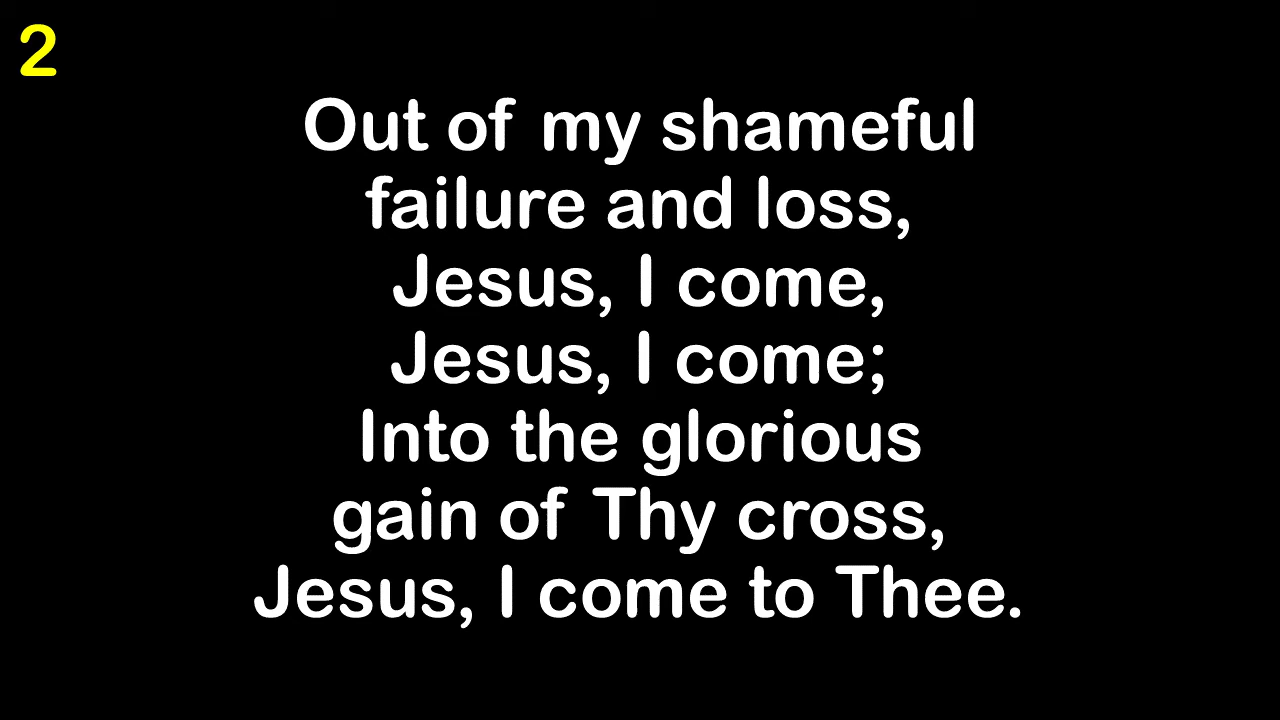 2
Out of my shameful
failure and loss,
Jesus, I come,
Jesus, I come;
Into the glorious
gain of Thy cross,
Jesus, I come to Thee.